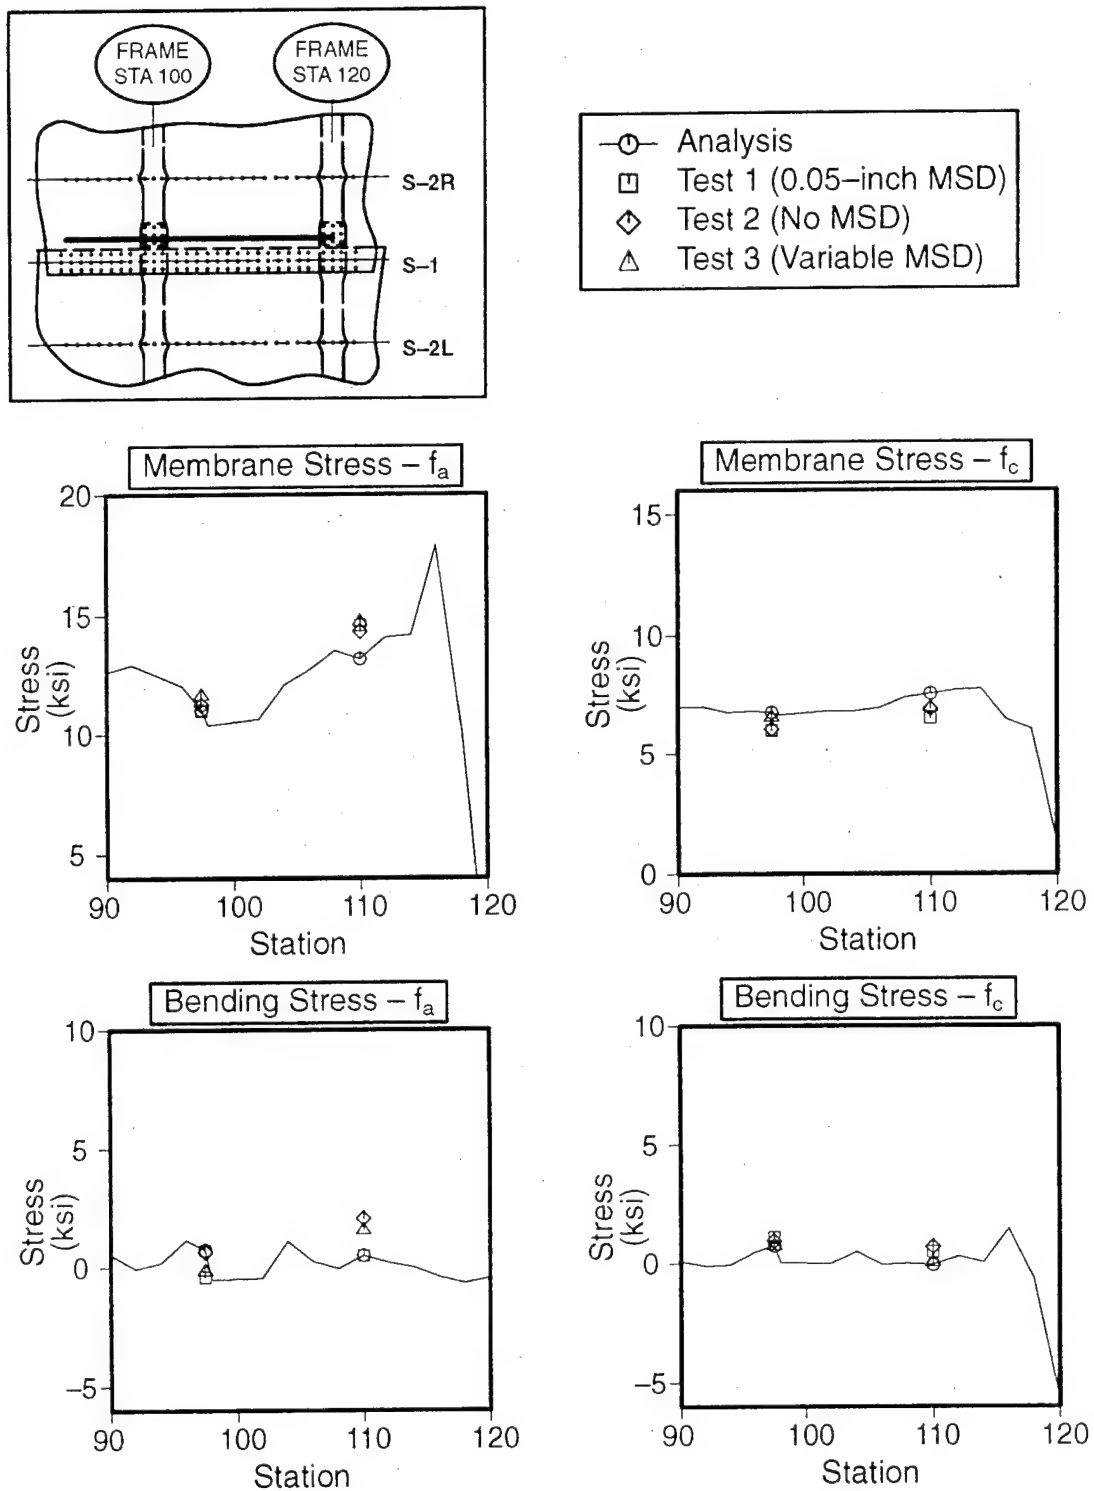 FRAME
STA 100
FRAME
STA 120
S–2R
S–1
S–2L
Analysis
Test 1 (0.05–inch MSD)
Test 2 (No MSD)
Test 3 (Variable MSD)
Membrane Stress – fa
20
15
10
5
Stress
(ksi)
90 100 110 120
Station
Membrane Stress – fc
15
10
5
0
Stress
(ksi)
90 100 110 120
Station
Bending Stress – fa
10
5
0
–5
Stress
(ksi)
90 100 110 120
Station
Bending Stress – fc
10
5
0
–5
Stress
(ksi)
90 100 110 120
Station